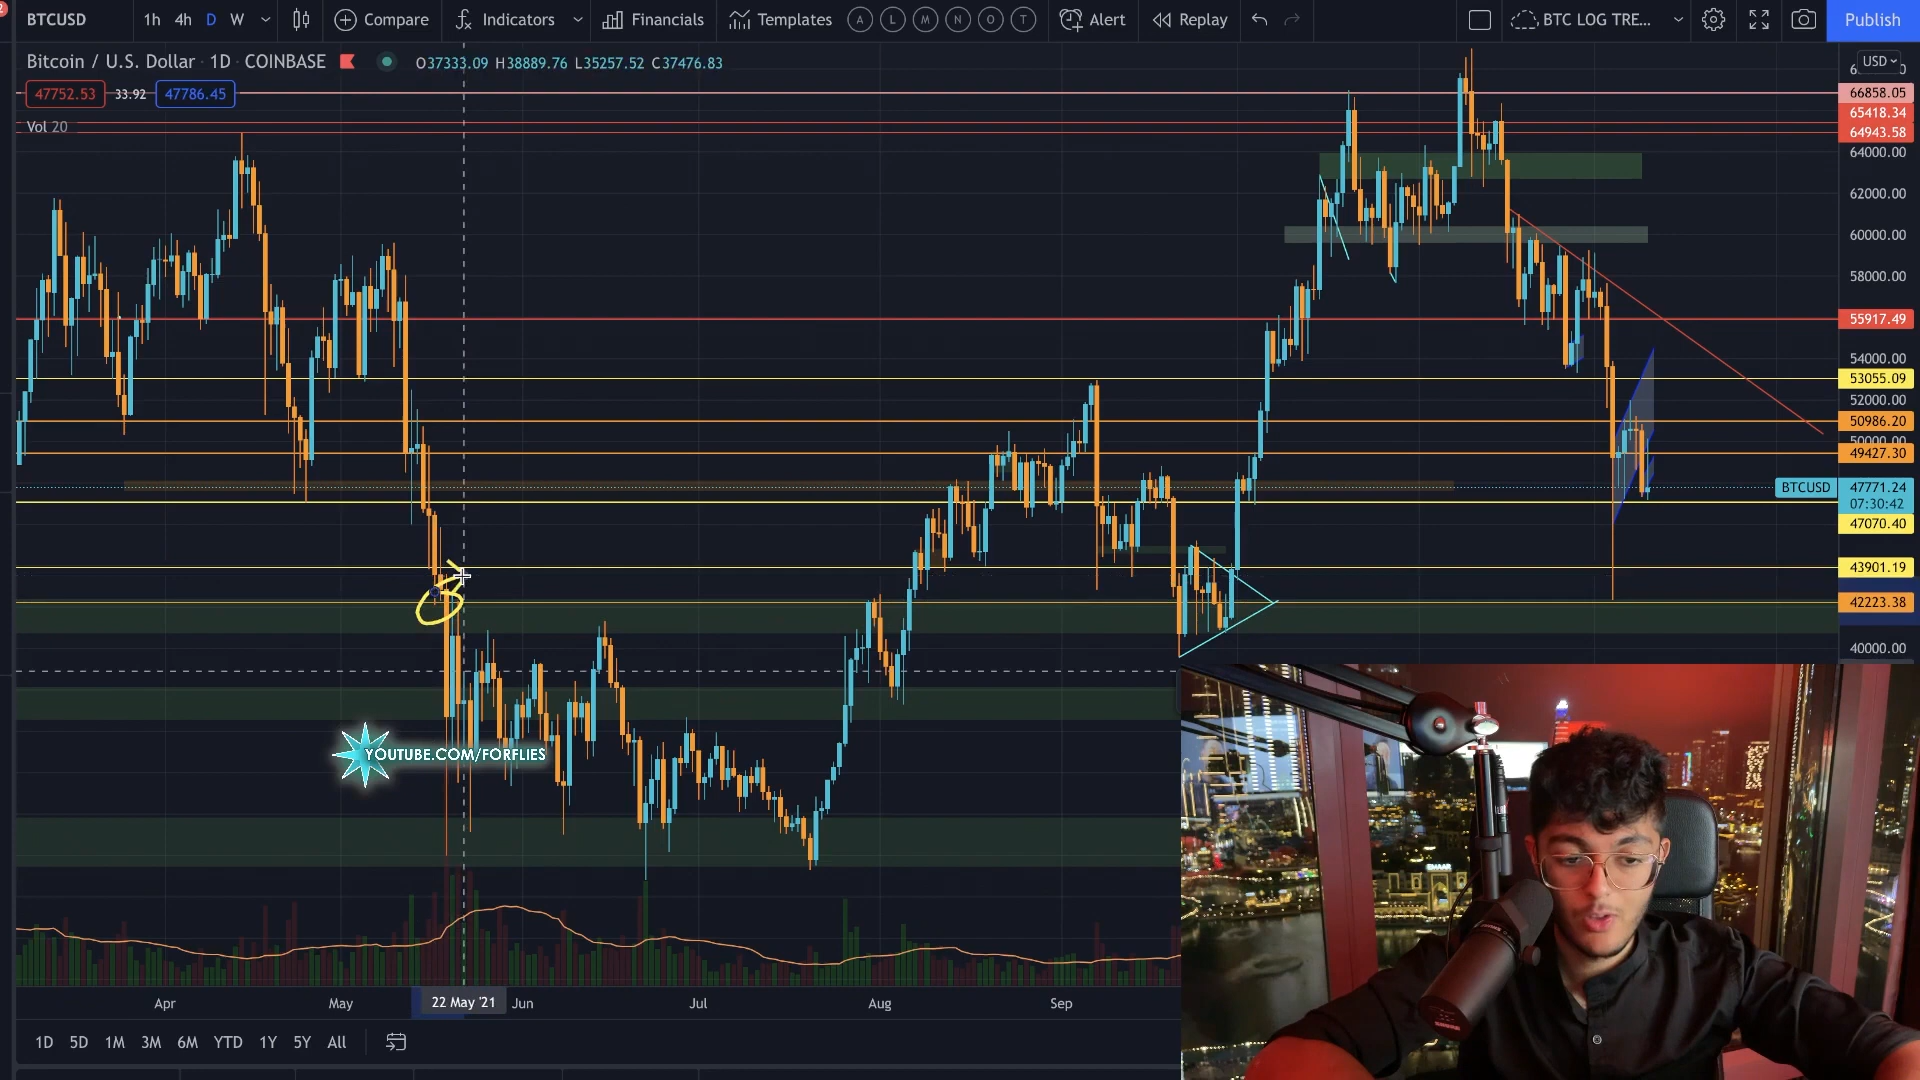 BTCUSD 1h 4h D W Compare Indicators Financials Templates A L M N O T Alert Replay BTC LOG TRE... Publish
Bitcoin / U.S. Dollar · 1D · COINBASE O37333.09 H38889.76 L35257.52 C37476.83
USD
47752.53 33.92 47786.45
Vol 20
66858.05
65418.34
64943.58
64000.00
62000.00
60000.00
58000.00
55917.49
54000.00
53055.09
52000.00
50986.20
50000.00
49427.30
BTCUSD 47771.24
07:30:42
47070.40
43901.19
42223.38
40000.00
YOUTUBE.COM/FORFLIES
EMAAR
Apr May 22 May '21 Jun Jul Aug Sep
1D 5D 1M 3M 6M YTD 1Y 5Y All